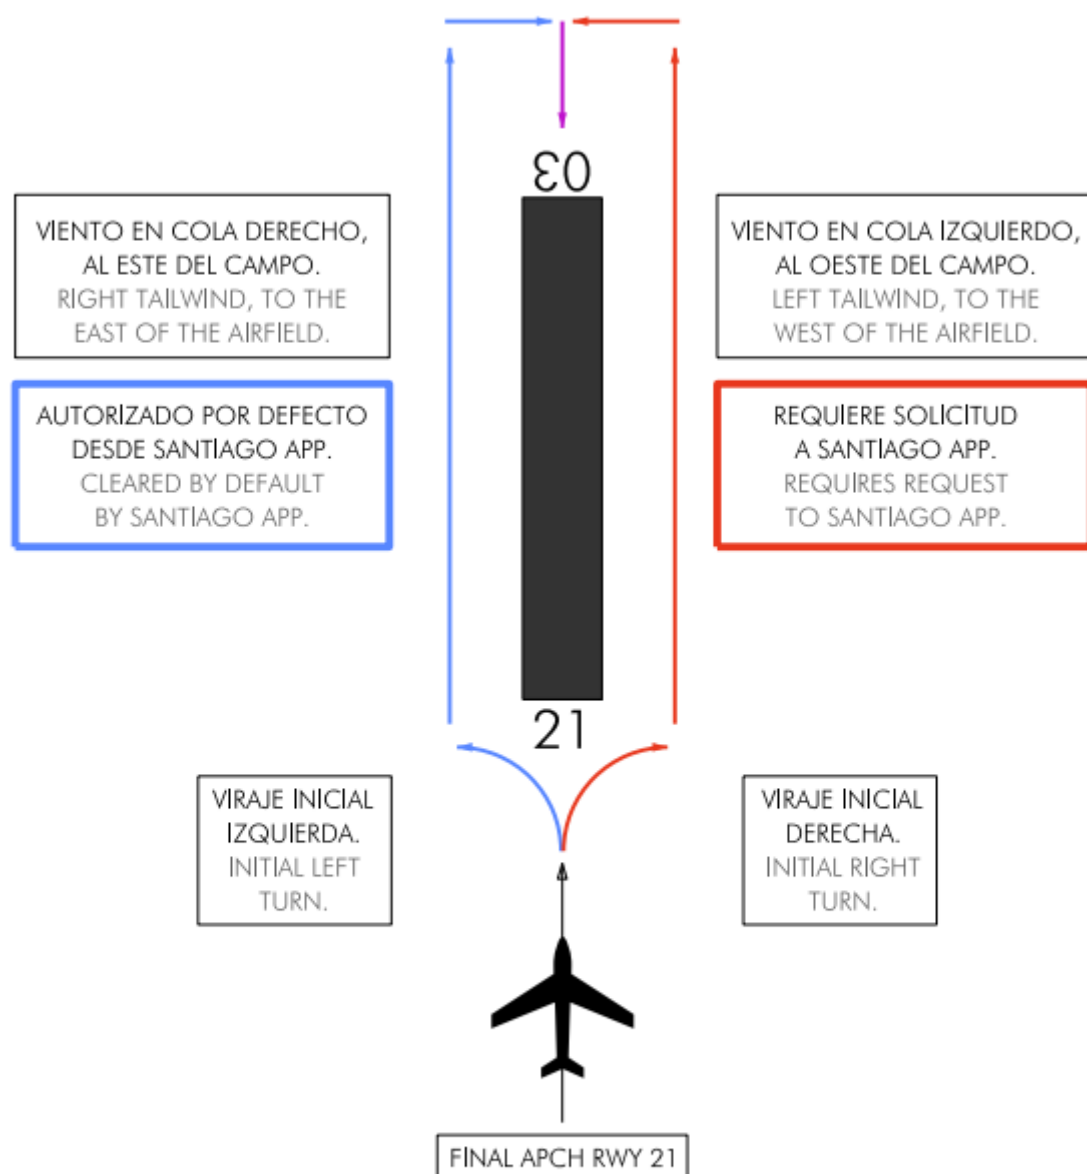 03
VIENTO EN COLA DERECHO,
AL ESTE DEL CAMPO.
RIGHT TAILWIND, TO THE
EAST OF THE AIRFIELD.
VIENTO EN COLA IZQUIERDO,
AL OESTE DEL CAMPO.
LEFT TAILWIND, TO THE
WEST OF THE AIRFIELD.
AUTORIZADO POR DEFECTO
DESDE SANTIAGO APP.
CLEARED BY DEFAULT
BY SANTIAGO APP.
REQUIERE SOLICITUD
A SANTIAGO APP.
REQUIRES REQUEST
TO SANTIAGO APP.
21
VIRAJE INICIAL
IZQUIERDA.
INITIAL LEFT
TURN.
VIRAJE INICIAL
DERECHA.
INITIAL RIGHT
TURN.
FINAL APCH RWY 21